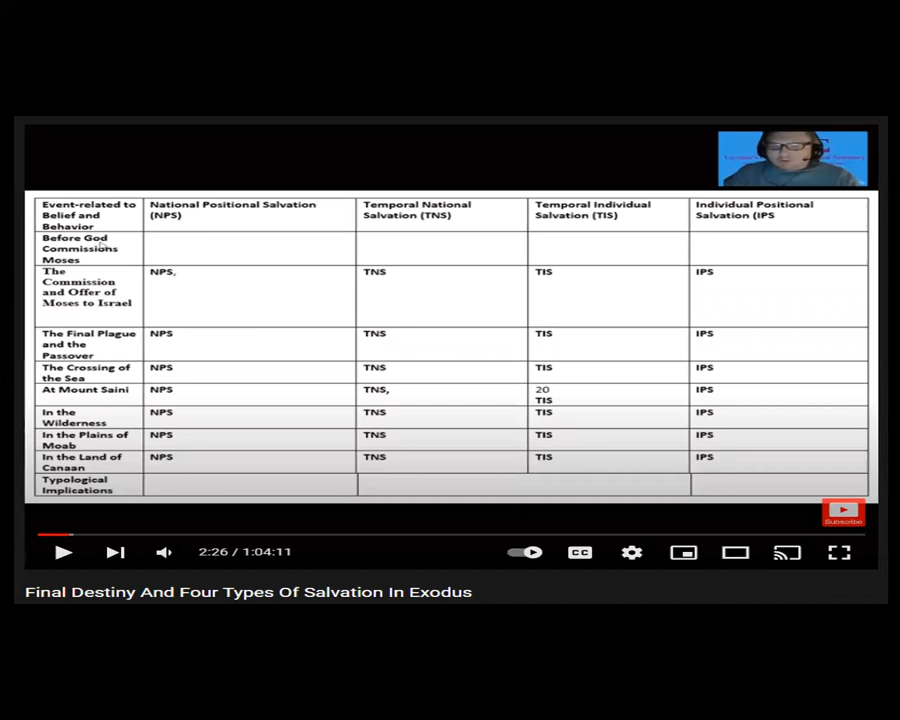 Event-related to National Positional Salvation Temporal National Temporal Individual Individual Positional
Belief and (NPS) Salvation (TNS) Salvation (TIS) Salvation (IPS
Behavior
Before God
Commissions
Moses
The NPS, TNS TIS IPS
Commission
and Offer of
Moses to Israel
The Final Plague NPS TNS TIS IPS
and the
Passover
The Crossing of NPS TNS TIS IPS
the Sea
At Mount Saini NPS TNS, 20 IPS
TIS
In the NPS TNS TIS IPS
Wilderness
In the Plains of NPS TNS TIS IPS
Moab
In the Land of NPS TNS TIS IPS
Canaan
Typological
Implications
Subscribe
2:26 / 1:04:11 CC
Final Destiny And Four Types Of Salvation In Exodus